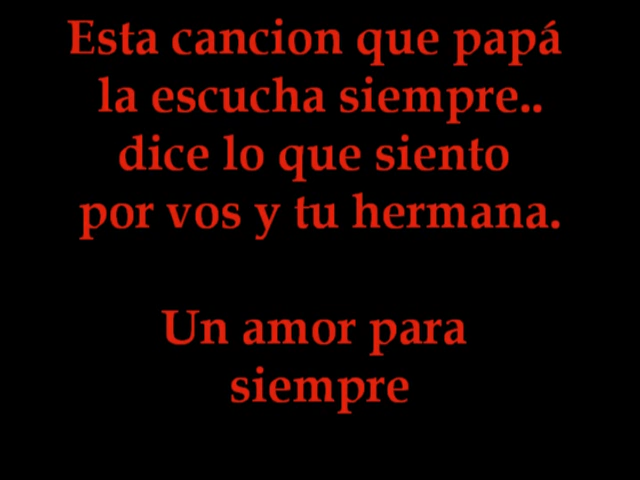 Esta cancion que papá
la escucha siempre..
dice lo que siento
por vos y tu hermana.
Un amor para
siempre